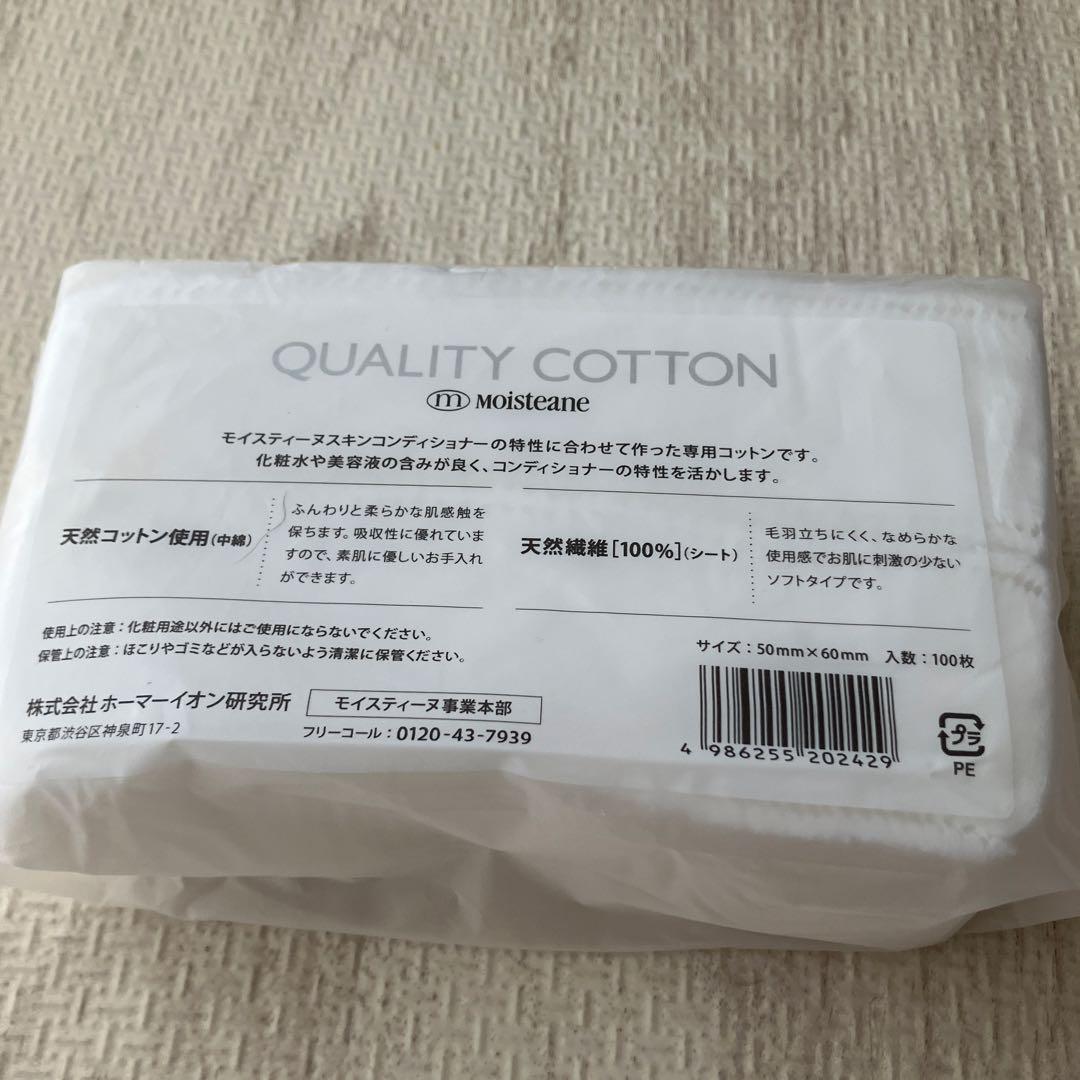 QUALITY COTTON
m Moisteane
モイスティーヌスキンコンディショナーの特性に合わせて作った専用コットンです。
化粧水や美容液の含みが良く、コンディショナーの特性を活かします。
天然コットン使用(中綿)
ふんわりと柔らかな肌感触を
保ちます。吸収性に優れていま
すので、素肌に優しいお手入れ
ができます。
天然繊維[100%](シート)
毛羽立ちにくく、なめらかな
使用感でお肌に刺激の少ない
ソフトタイプです。
使用上の注意:化粧用途以外にはご使用にならないでください。
保管上の注意:ほこりやゴミなどが入らないよう清潔に保管ください。
株式会社ホーマーイオン研究所
東京都渋谷区神泉町17-2
モイスティーヌ事業本部
フリーコール:0120-43-7939
サイズ:50mm×60mm 入数:100枚
4 986255 202429
プラ
PE